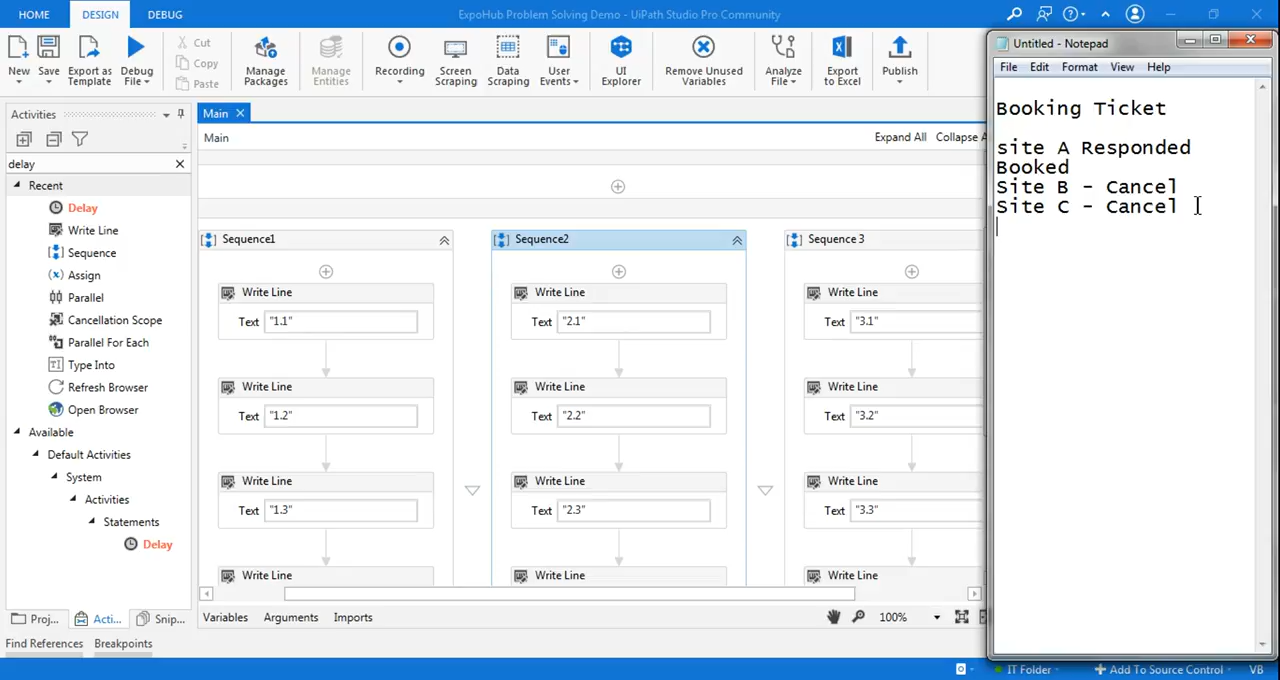 HOME
DESIGN
DEBUG
ExpoHub Problem Solving Demo - UiPath Studio Pro Community
New
Save
Export as Template
Debug File
Cut
Copy
Paste
Manage Packages
Manage Entities
Recording
Screen Scraping
Data Scraping
User Events
UI Explorer
Remove Unused Variables
Analyze File
Export to Excel
Publish
Activities
delay
Recent
Delay
Write Line
Sequence
Assign
Parallel
Cancellation Scope
Parallel For Each
Type Into
Refresh Browser
Open Browser
Available
Default Activities
System
Activities
Statements
Delay
Proj...
Acti...
Snip...
Find References
Breakpoints
Main
Main
Expand All
Collapse A
Sequence1
Write Line
Text "1.1"
Write Line
Text "1.2"
Write Line
Text "1.3"
Write Line
Sequence2
Write Line
Text "2.1"
Write Line
Text "2.2"
Write Line
Text "2.3"
Write Line
Sequence 3
Write Line
Text "3.1"
Write Line
Text "3.2"
Write Line
Text "3.3"
Write Line
Variables
Arguments
Imports
100%
Untitled - Notepad
File Edit Format View Help
Booking Ticket
site A Responded
Booked
Site B - Cancel
Site C - Cancel
IT Folder
Add To Source Control
VB